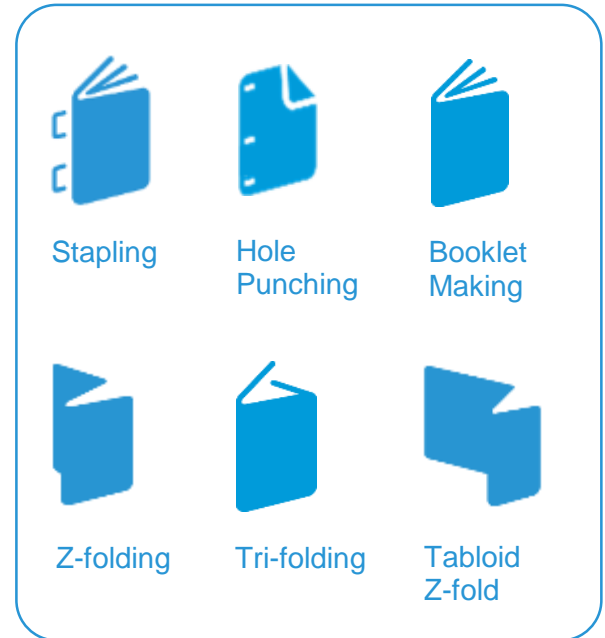 Stapling
Hole
Punching
Booklet
Making
Z-folding
Tri-folding
Tabloid
Z-fold